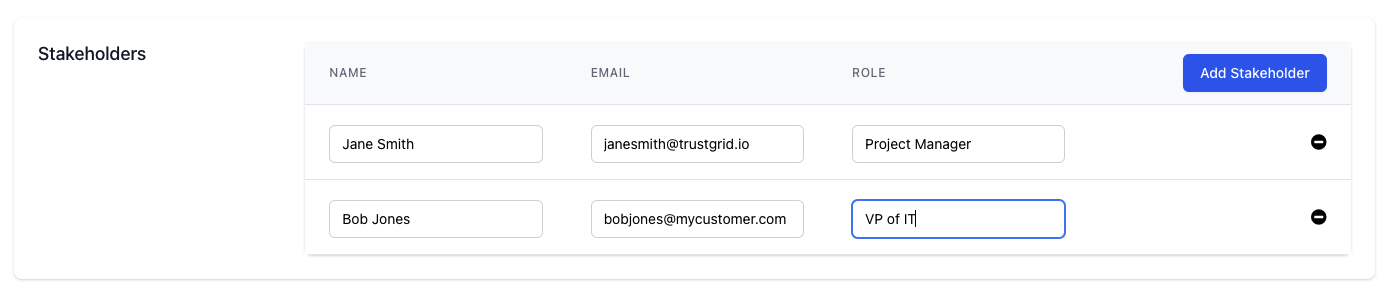 Stakeholders
NAME EMAIL ROLE Add Stakeholder
Jane Smith janesmith@trustgrid.io Project Manager
Bob Jones bobjones@mycustomer.com VP of IT